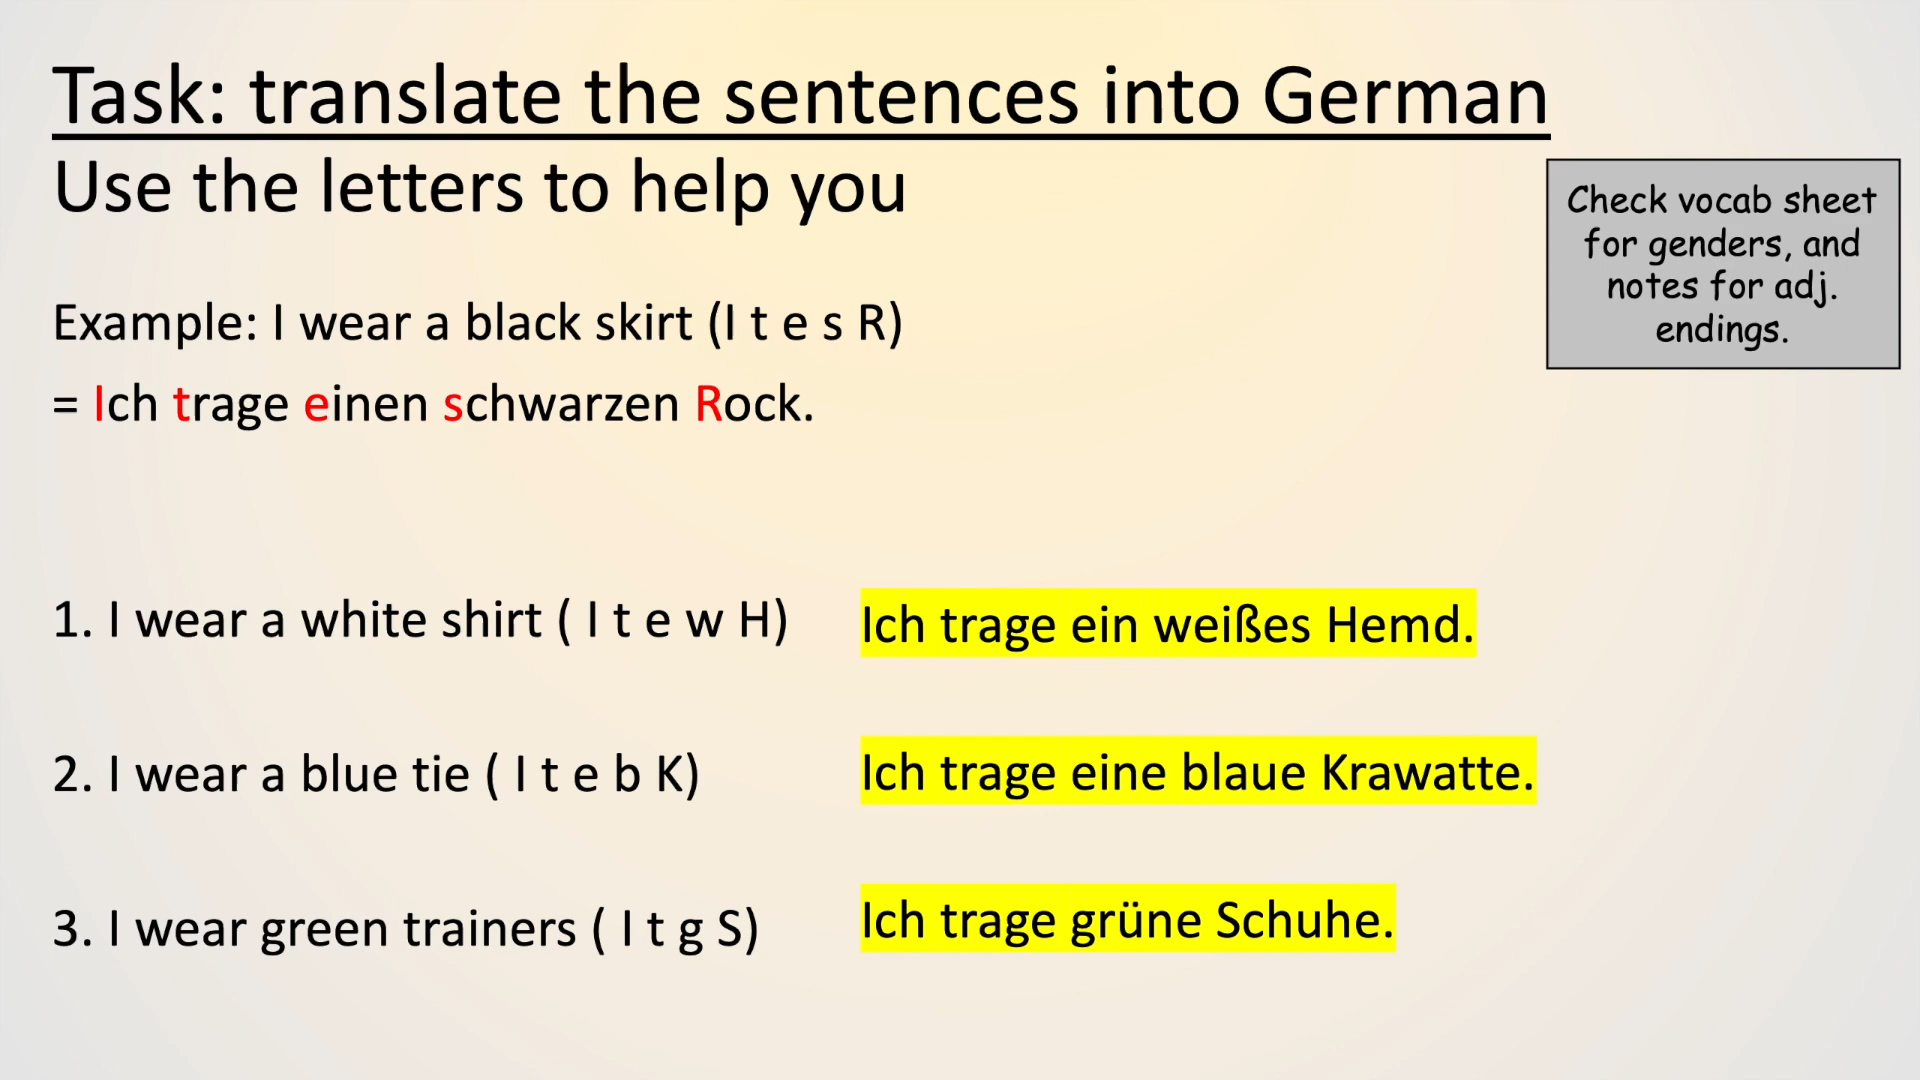 Task: translate the sentences into German
Use the letters to help you
Check vocab sheet
for genders, and
notes for adj.
endings.
Example: I wear a black skirt (I t e s R)
= Ich trage einen schwarzen Rock.
1. I wear a white shirt ( I t e w H)
Ich trage ein weißes Hemd.
2. I wear a blue tie ( I t e b K)
Ich trage eine blaue Krawatte.
3. I wear green trainers ( I t g S)
Ich trage grüne Schuhe.